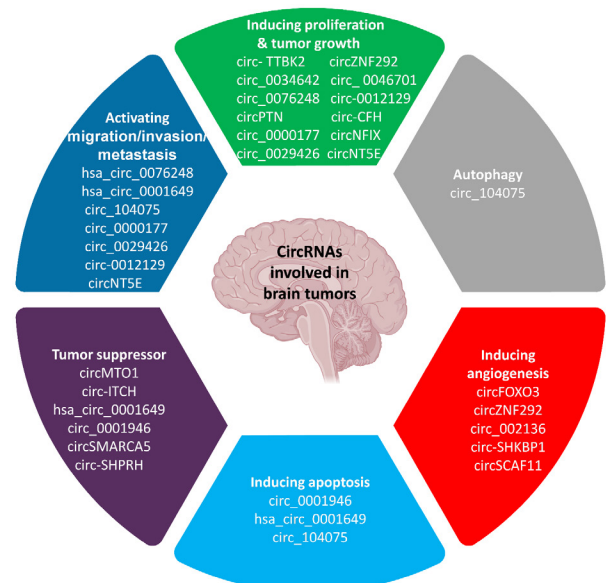 Inducing proliferation
& tumor growth
circ- TTBK2 circZNF292
circ_0034642 circ_ 0046701
circ_0076248 circ-0012129
circPTN circ-CFH
circ_0000177 circNFIX
circ_0029426 circNT5E
Autophagy
circ_104075
Inducing
angiogenesis
circFOXO3
circZNF292
circ_002136
circ-SHKBP1
circSCAF11
Inducing apoptosis
circ_0001946
hsa_circ_0001649
circ_104075
Tumor suppressor
circMTO1
circ-ITCH
hsa_circ_0001649
circ_0001946
circSMARCA5
circ-SHPRH
Activating
migration/invasion/
metastasis
hsa_circ_0076248
hsa_circ_0001649
circ_104075
circ_0000177
circ_0029426
circ-0012129
circNT5E
CircRNAs
involved in
brain tumors